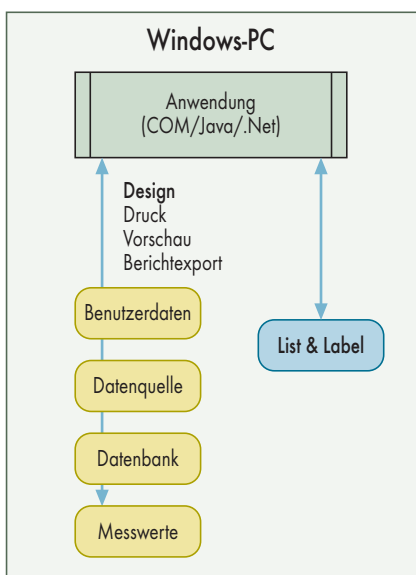 Windows-PC
Anwendung
(COM/Java/.Net)
Design
Druck
Vorschau
Berichtexport
Benutzerdaten
List & Label
Datenquelle
Datenbank
Messwerte